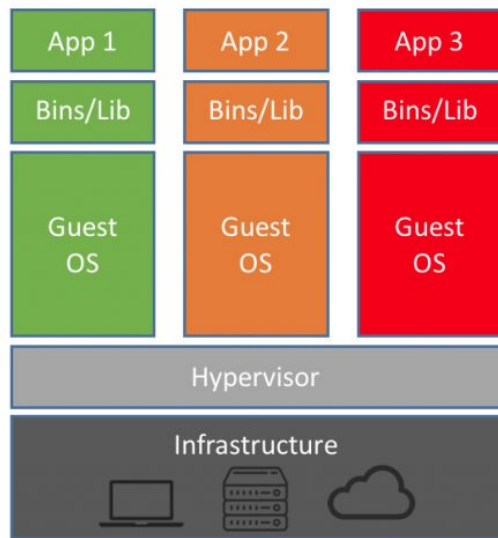 App 1
App 2
App 3
Bins/Lib
Bins/Lib
Bins/Lib
Guest
OS
Guest
OS
Guest
OS
Hypervisor
Infrastructure